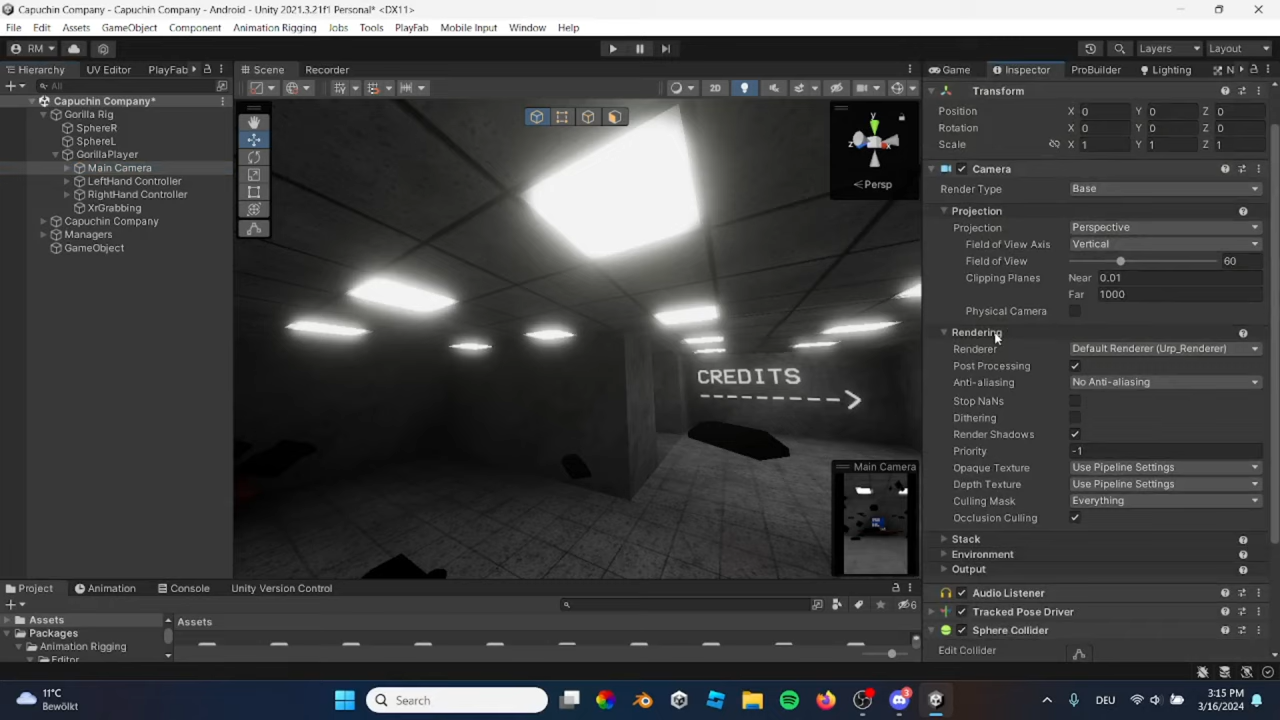 Capuchin Company - Capuchin Company - Android - Unity 2021.3.21f1 Personal* <DX11>
File Edit Assets GameObject Component Animation Rigging Jobs Tools PlayFab Mobile Input Window Help
RM Layers Layout
Hierarchy UV Editor PlayFab Scene Recorder Game Inspector ProBuilder Lighting N
All
2D
Capuchin Company*
Gorilla Rig
SphereR
SphereL
GorillaPlayer
Main Camera
LeftHand Controller
RightHand Controller
XrGrabbing
Capuchin Company
Managers
GameObject
y
z
x
Persp
CREDITS
Main Camera
Transform
Position X 0 Y 0 Z 0
Rotation X 0 Y 0 Z 0
Scale X 1 Y 1 Z 1
Camera
Render Type Base
Projection
Projection Perspective
Field of View Axis Vertical
Field of View 60
Clipping Planes Near 0.01
Far 1000
Physical Camera
Rendering
Renderer Default Renderer (Urp_Renderer)
Post Processing
Anti-aliasing No Anti-aliasing
Stop NaNs
Dithering
Render Shadows
Priority -1
Opaque Texture Use Pipeline Settings
Depth Texture Use Pipeline Settings
Culling Mask Everything
Occlusion Culling
Stack
Environment
Output
Audio Listener
Tracked Pose Driver
Sphere Collider
Edit Collider
Project Animation Console Unity Version Control
6
Assets
Packages
Animation Rigging
Editor
Assets
11°C
Bewölkt
Search
3
DEU
3:15 PM
3/16/2024